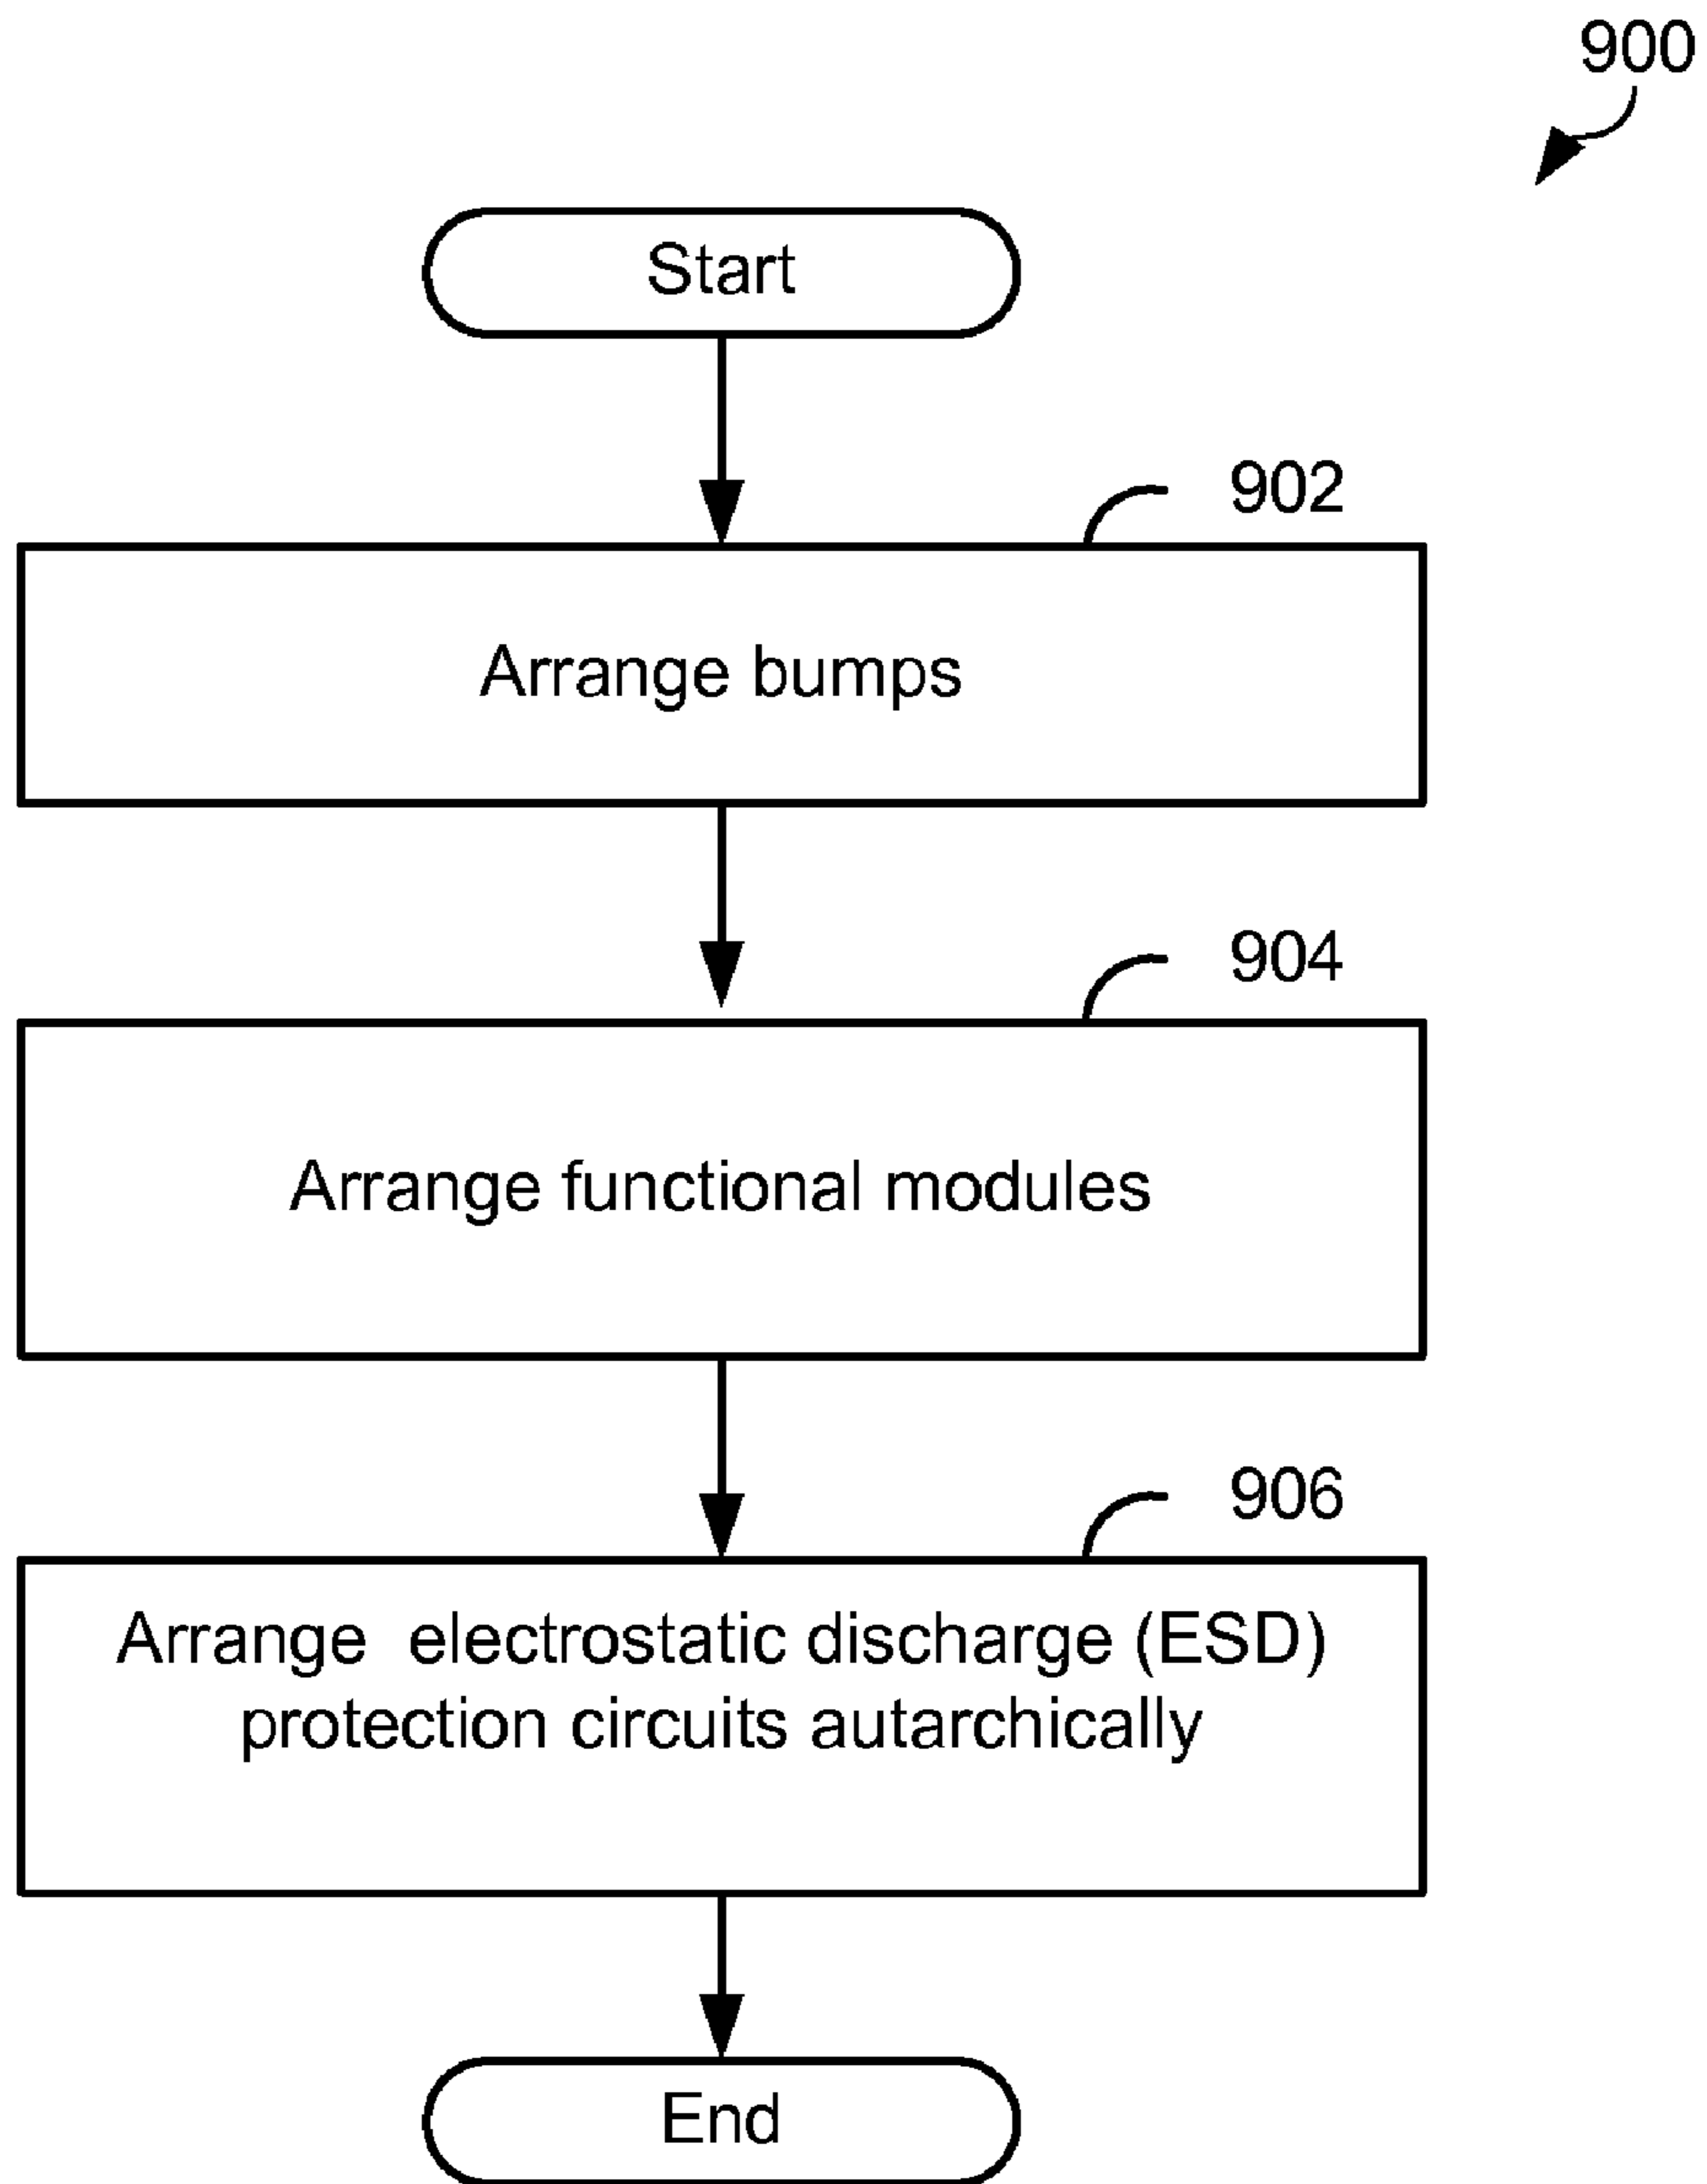 900
Start
902
Arrange bumps
904
Arrange functional modules
906
Arrange electrostatic discharge (ESD)
protection circuits autarchically
End